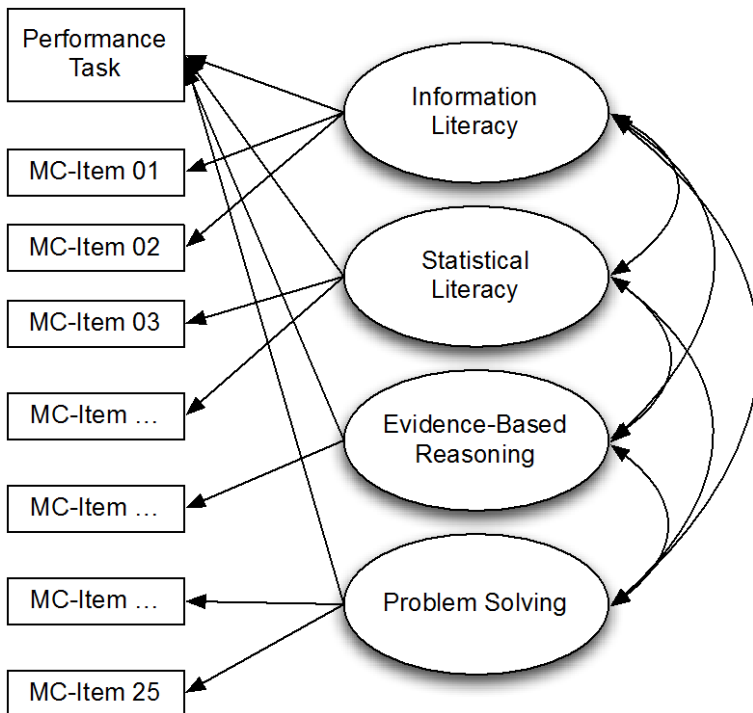 Performance
Task
MC-Item 01
MC-Item 02
MC-Item 03
MC-Item ...
MC-Item ...
MC-Item ...
MC-Item 25
Information
Literacy
Statistical
Literacy
Evidence-Based
Reasoning
Problem Solving